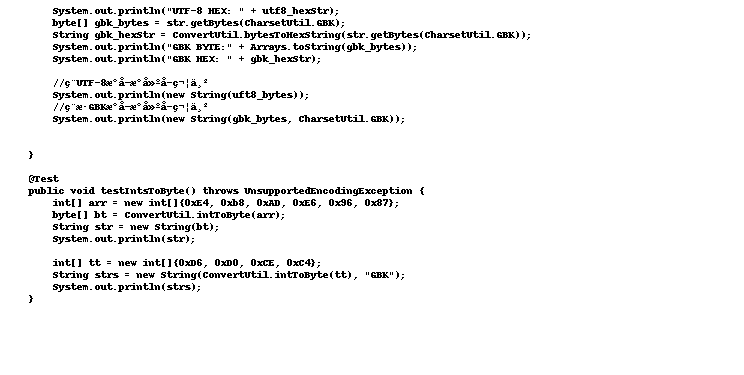 System.out.println("UTF-8 HEX: " + utf8_hexStr);
byte[] gbk_bytes = str.getBytes(CharsetUtil.GBK);
String gbk_hexStr = ConvertUtil.bytesToHexString(str.getBytes(CharsetUtil.GBK));
System.out.println("GBK BYTE:" + Arrays.toString(gbk_bytes));
System.out.println("GBK HEX: " + gbk_hexStr);
//ç¨UTF-8æ°å­æ°å»ºå­ç¬¦ä¸²
System.out.println(new String(uft8_bytes));
//ç¨æ·GBKæ°å­æ°å»ºå­ç¬¦ä¸²
System.out.println(new String(gbk_bytes, CharsetUtil.GBK));
}
@Test
public void testIntsToByte() throws UnsupportedEncodingException {
int[] arr = new int[]{0xE4, 0xb8, 0xAD, 0xE6, 0x96, 0x87};
byte[] bt = ConvertUtil.intToByte(arr);
String str = new String(bt);
System.out.println(str);
int[] tt = new int[]{0xD6, 0xD0, 0xCE, 0xC4};
String strs = new String(ConvertUtil.intToByte(tt), "GBK");
System.out.println(strs);
}